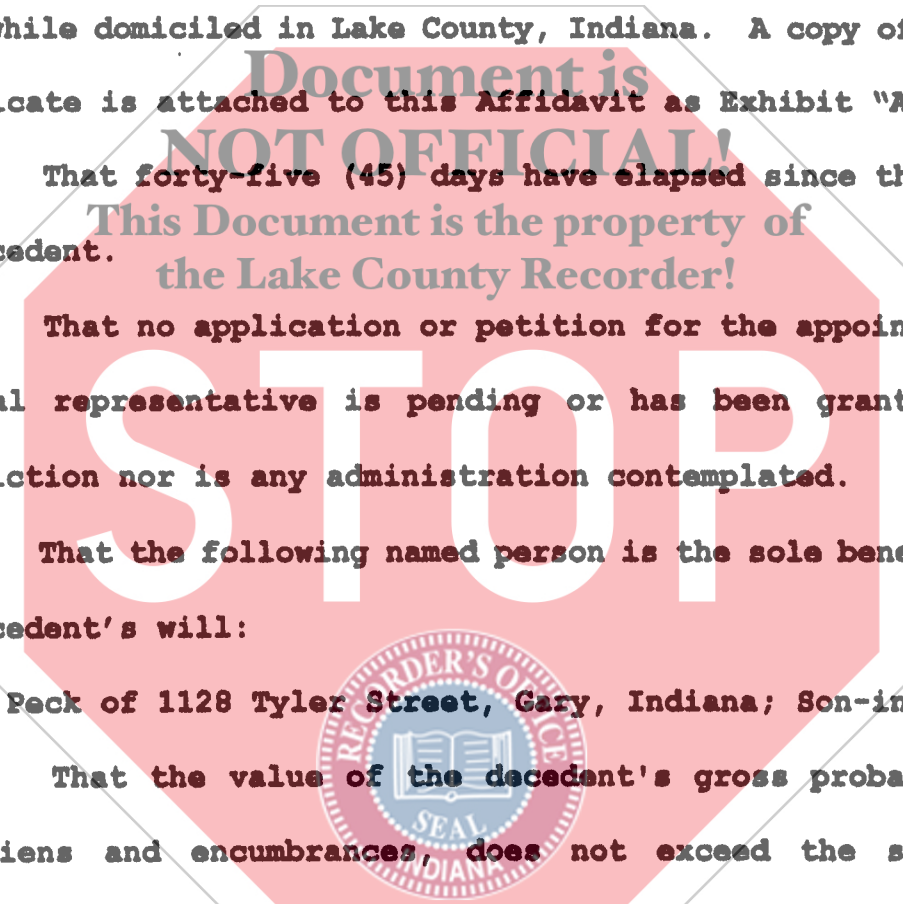 while domiciled in Lake County, Indiana. A copy of
Document is
icate is attached to this Affidavit as Exhibit "A
NOT OFFICIAL!
That forty-five (45) days have elapsed since th
This Document is the property of
cedent.
the Lake County Recorder!
That no application or petition for the appoin
STOP
al representative is pending or has been grant
iction nor is any administration contemplated.
That the following named person is the sole bene
cedent's will:
RECORDER'S OFFICE
Peck of 1128 Tyler Street, Gary, Indiana; Son-in
That the value of the decedent's gross proba
SEAL
iens and encumbrances, does not exceed the s
INDIANA